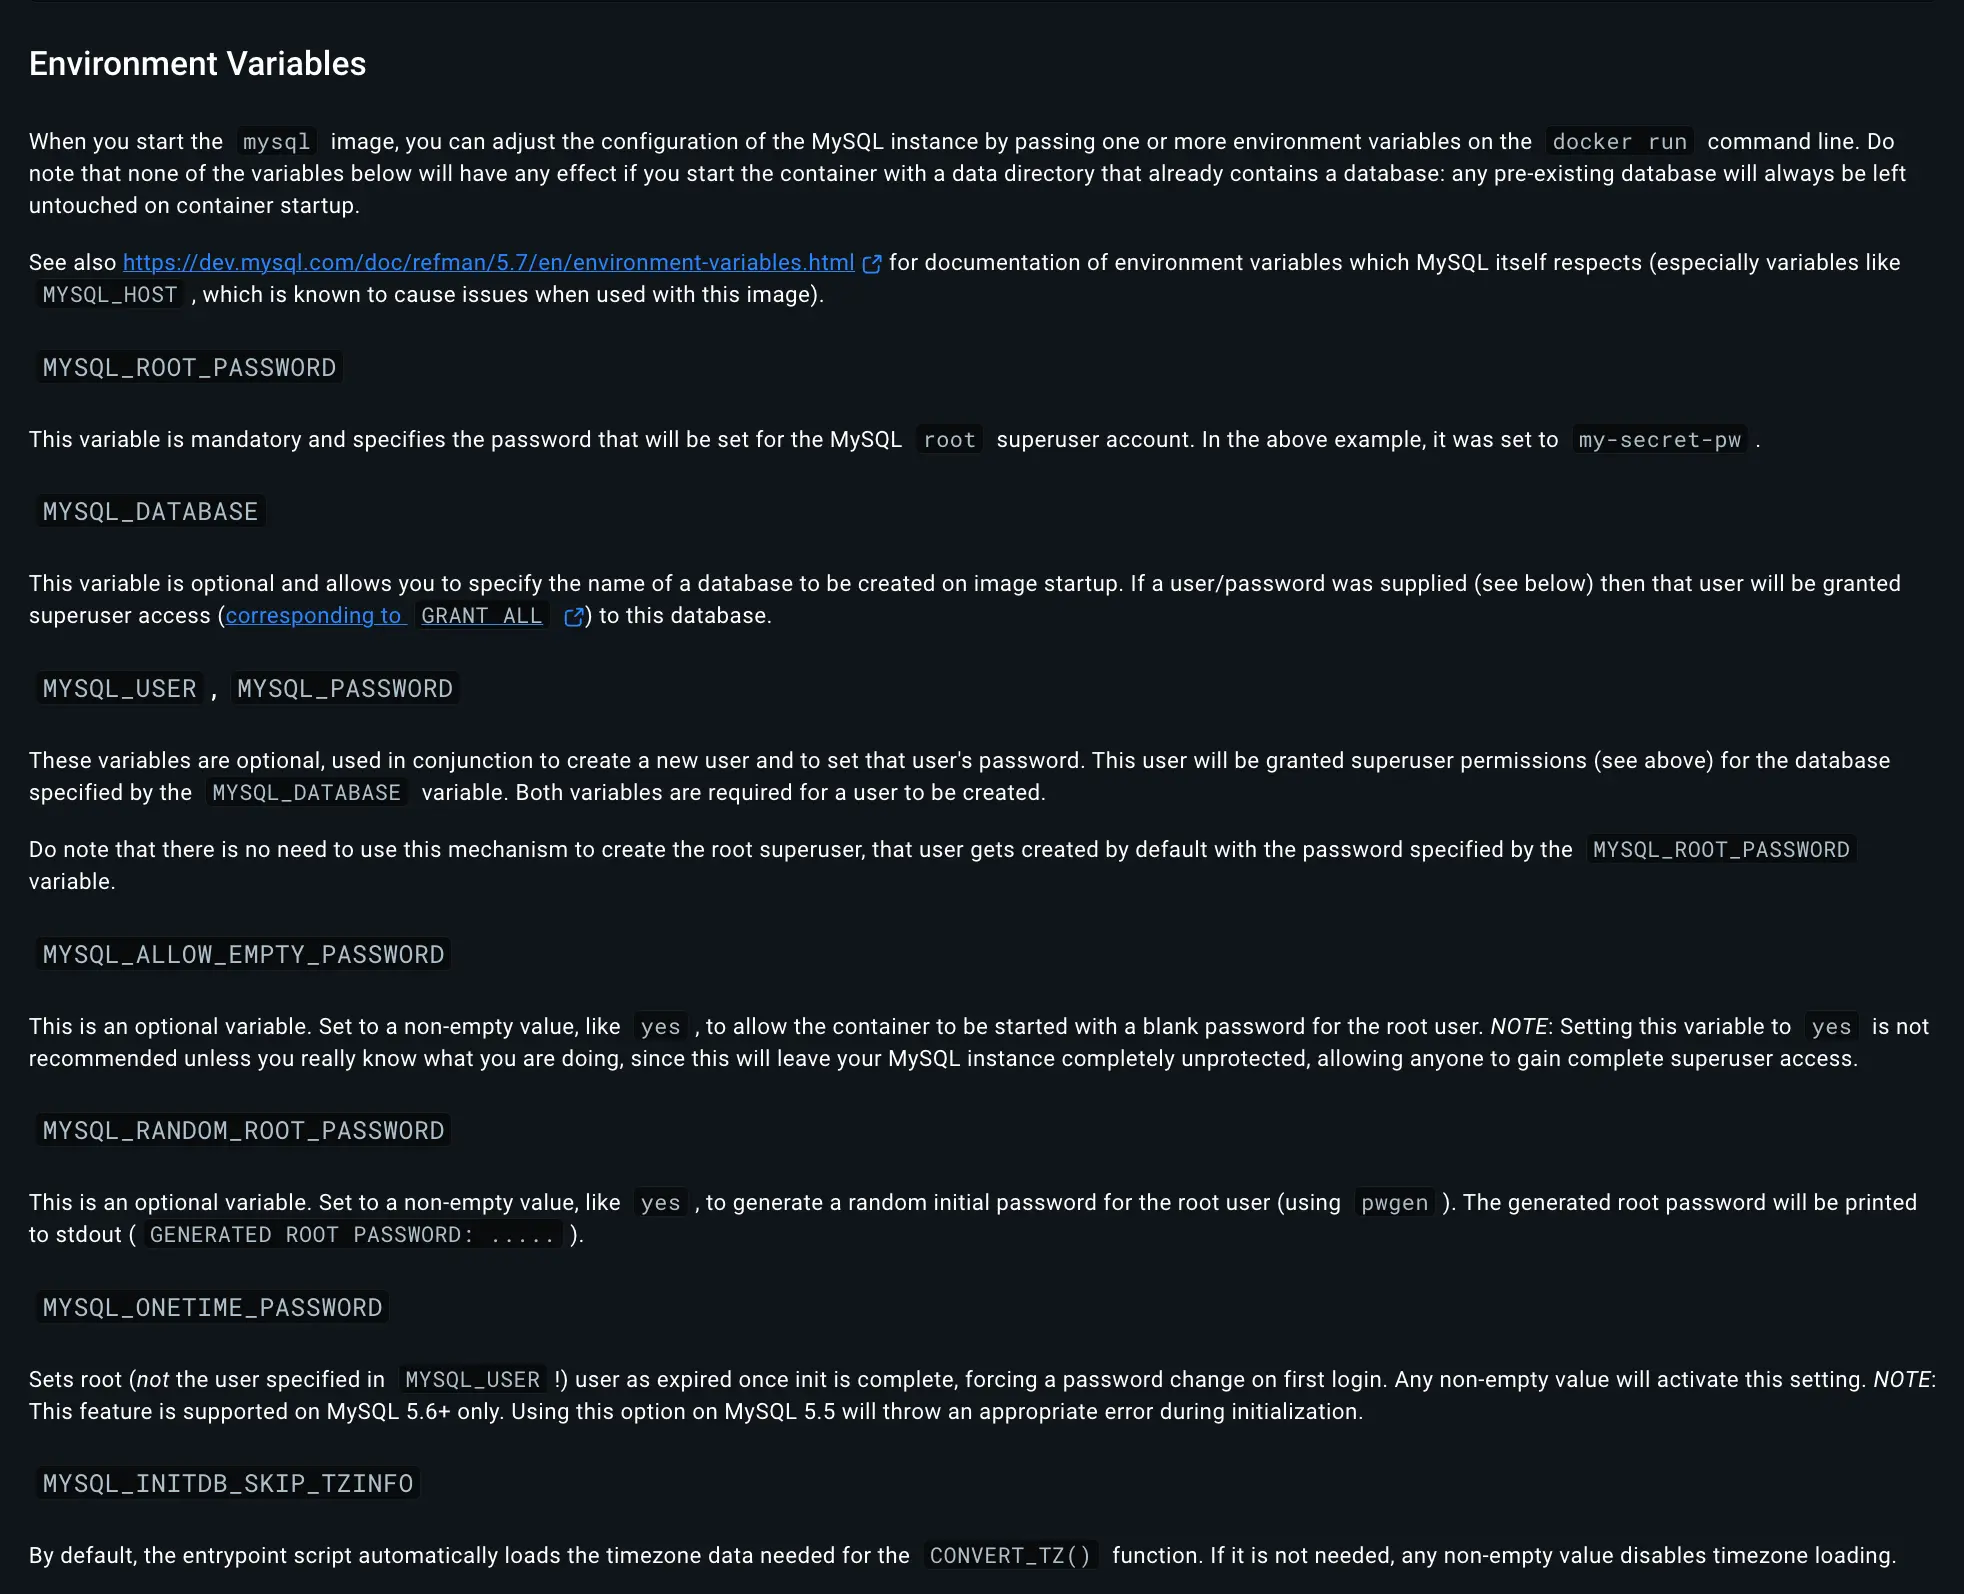 Environment Variables
When you start the mysql image, you can adjust the configuration of the MySQL instance by passing one or more environment variables on the docker run command line. Do
note that none of the variables below will have any effect if you start the container with a data directory that already contains a database: any pre-existing database will always be left
untouched on container startup.
See also https://dev.mysql.com/doc/refman/5.7/en/environment-variables.html for documentation of environment variables which MySQL itself respects (especially variables like
MYSQL_HOST , which is known to cause issues when used with this image).
MYSQL_ROOT_PASSWORD
This variable is mandatory and specifies the password that will be set for the MySQL root superuser account. In the above example, it was set to my-secret-pw .
MYSQL_DATABASE
This variable is optional and allows you to specify the name of a database to be created on image startup. If a user/password was supplied (see below) then that user will be granted
superuser access (corresponding to GRANT ALL ) to this database.
MYSQL_USER , MYSQL_PASSWORD
These variables are optional, used in conjunction to create a new user and to set that user's password. This user will be granted superuser permissions (see above) for the database
specified by the MYSQL_DATABASE variable. Both variables are required for a user to be created.
Do note that there is no need to use this mechanism to create the root superuser, that user gets created by default with the password specified by the MYSQL_ROOT_PASSWORD
variable.
MYSQL_ALLOW_EMPTY_PASSWORD
This is an optional variable. Set to a non-empty value, like yes , to allow the container to be started with a blank password for the root user. NOTE: Setting this variable to yes is not
recommended unless you really know what you are doing, since this will leave your MySQL instance completely unprotected, allowing anyone to gain complete superuser access.
MYSQL_RANDOM_ROOT_PASSWORD
This is an optional variable. Set to a non-empty value, like yes , to generate a random initial password for the root user (using pwgen ). The generated root password will be printed
to stdout ( GENERATED ROOT PASSWORD: ..... ).
MYSQL_ONETIME_PASSWORD
Sets root (not the user specified in MYSQL_USER !) user as expired once init is complete, forcing a password change on first login. Any non-empty value will activate this setting. NOTE:
This feature is supported on MySQL 5.6+ only. Using this option on MySQL 5.5 will throw an appropriate error during initialization.
MYSQL_INITDB_SKIP_TZINFO
By default, the entrypoint script automatically loads the timezone data needed for the CONVERT_TZ() function. If it is not needed, any non-empty value disables timezone loading.